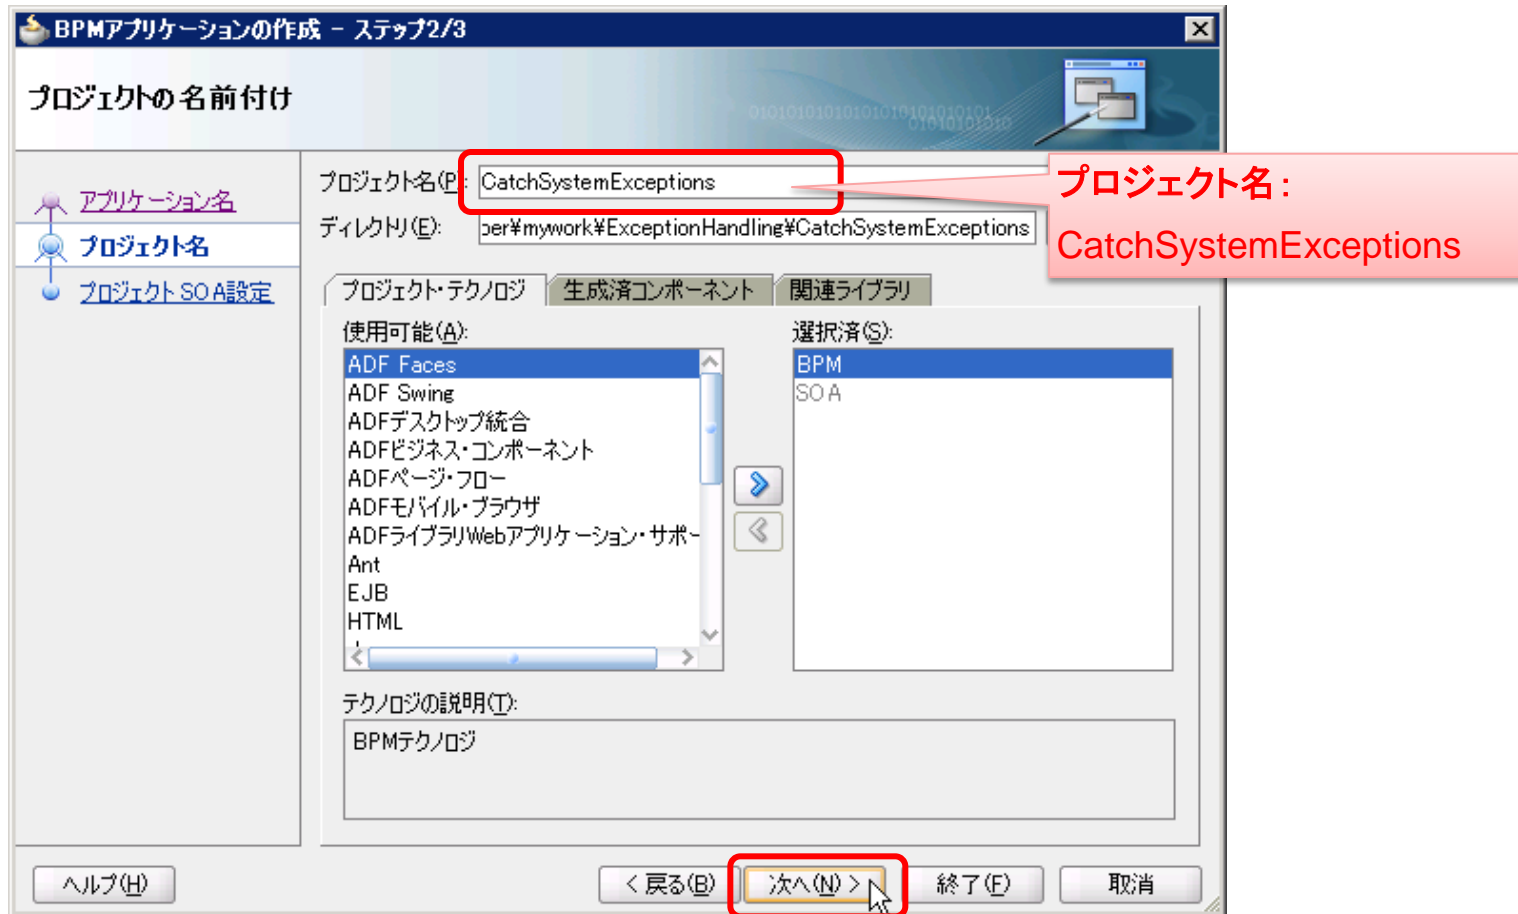 BPMアプリケーションの作成 - ステップ2/3
プロジェクトの名前付け
アプリケーション名
プロジェクト名
プロジェクト SOA設定
プロジェクト名(P):
CatchSystemExceptions
ディレクトリ(E):
per¥mywork¥ExceptionHandling¥CatchSystemExceptions
プロジェクト名：
CatchSystemExceptions
プロジェクト・テクノロジ
生成済コンポーネント
関連ライブラリ
使用可能(A):
ADF Faces
ADF Swing
ADFデスクトップ統合
ADFビジネス・コンポーネント
ADFページ・フロー
ADFモバイル・ブラウザ
ADFライブラリWebアプリケーション・サポー
Ant
EJB
HTML
選択済(S):
BPM
SOA
テクノロジの説明(T):
BPMテクノロジ
ヘルプ(H)
< 戻る(B)
次へ(N) >
終了(F)
取消